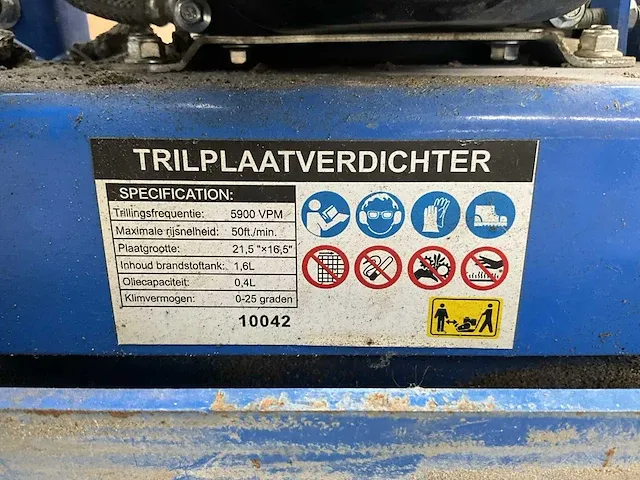 TRILPLAATVERDICHTER
SPECIFICATION:
Trillingsfrequentie: 5900 VPM
Maximale rijsnelheid: 50ft./min.
Plaatgrootte: 21,5 "×16,5"
Inhoud brandstoftank: 1,6L
Oliecapaciteit: 0,4L
Klimvermogen: 0-25 graden
10042